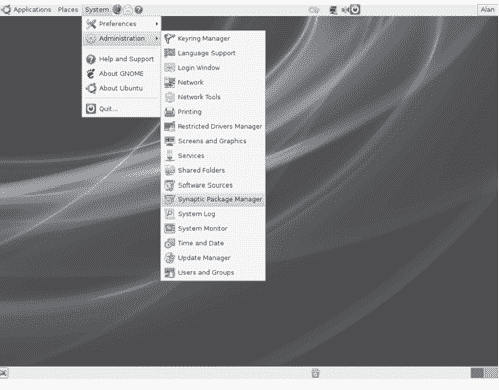 Applications Places System Alan
Preferences
Administration
Help and Support
About GNOME
About Ubuntu
Quit...
Keyring Manager
Language Support
Login Window
Network
Network Tools
Printing
Restricted Drivers Manager
Screens and Graphics
Services
Shared Folders
Software Sources
Synaptic Package Manager
System Log
System Monitor
Time and Date
Update Manager
Users and Groups